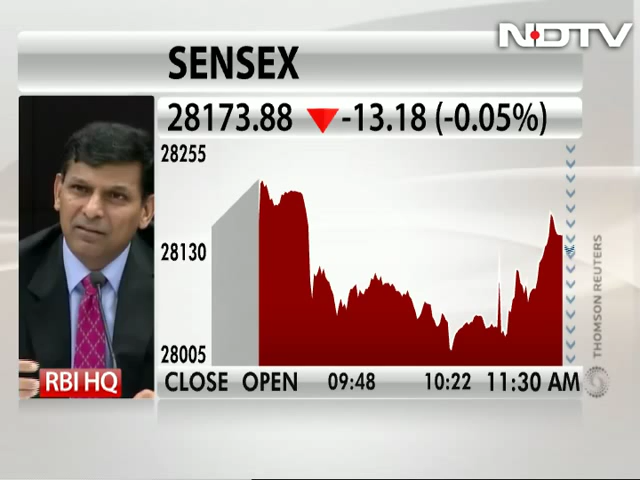 NDTV
SENSEX
28173.88 ▼ -13.18 (-0.05%)
28255
28130
28005
CLOSE OPEN 09:48 10:22 11:30 AM
RBI HQ
THOMSON REUTERS